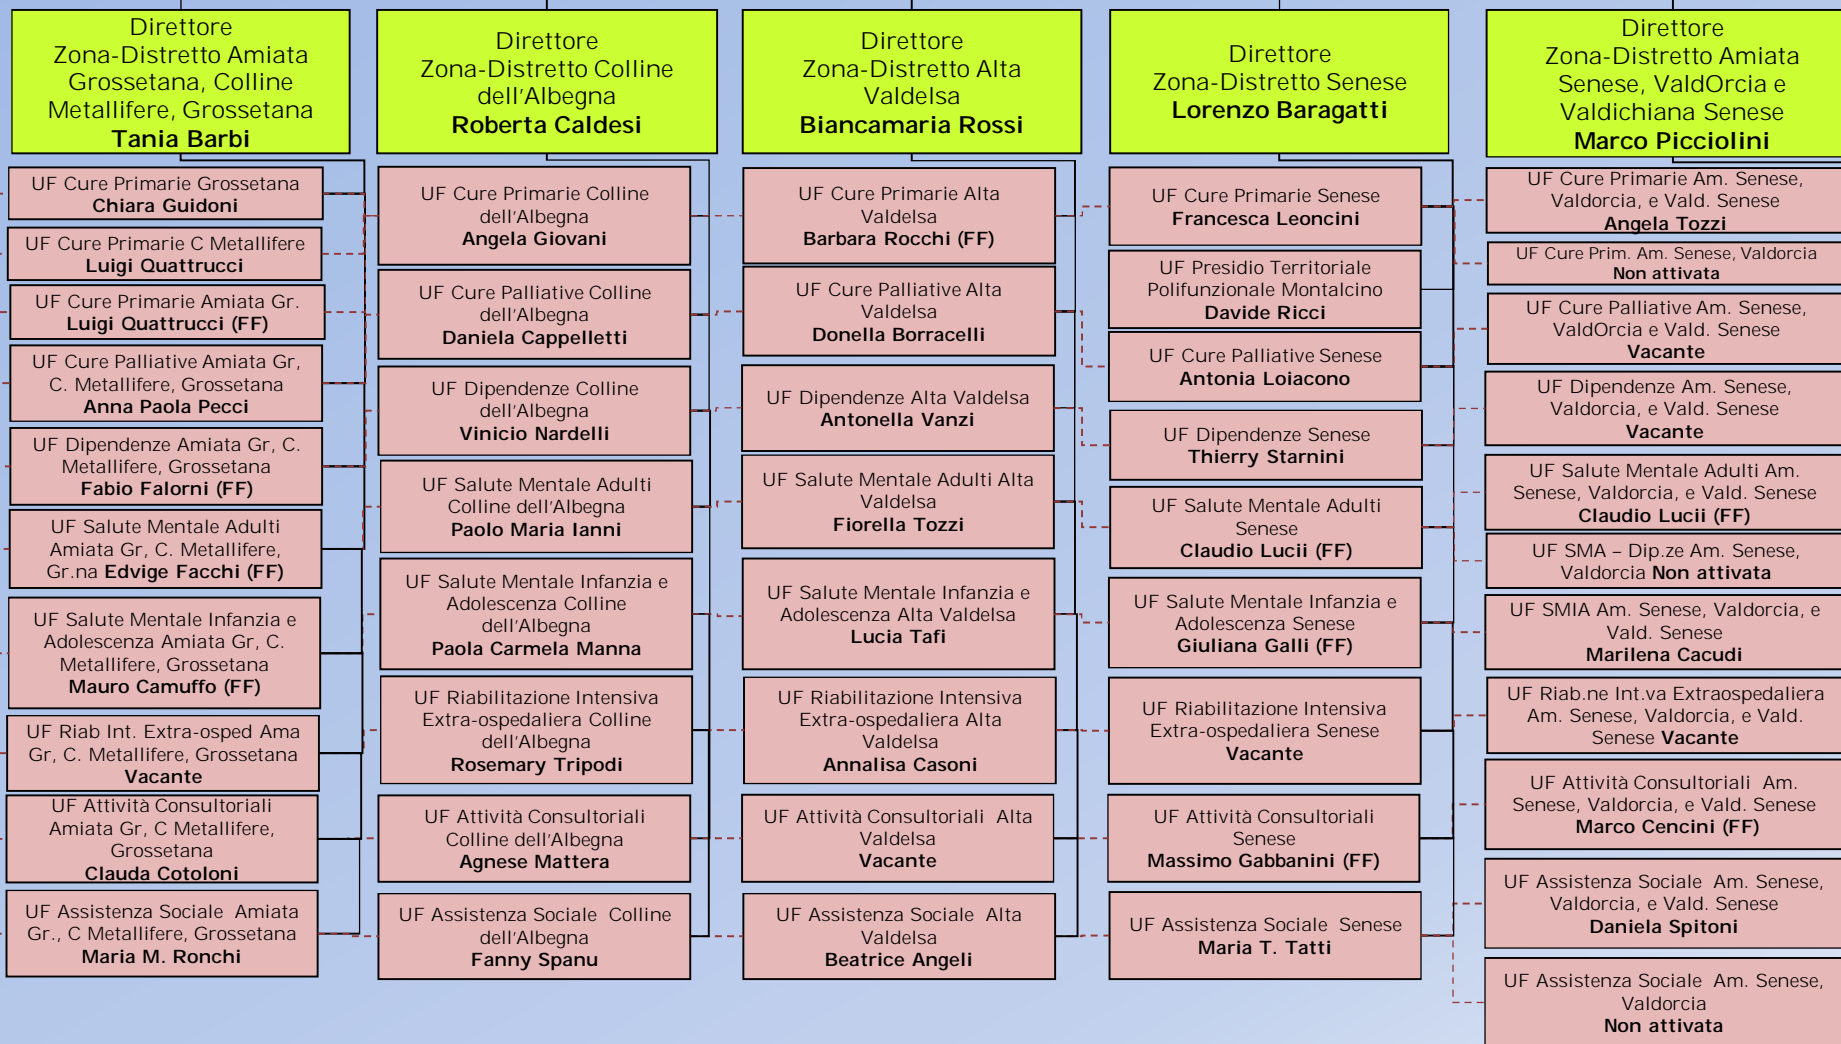 Direttore
Zona-Distretto Amiata
Grossetana, Colline
Metallifere, Grossetana
Tania Barbi
UF Cure Primarie Grossetana
Chiara Guidoni
UF Cure Primarie C Metallifere
Luigi Quattrucci
UF Cure Primarie Amiata Gr.
Luigi Quattrucci (FF)
UF Cure Palliative Amiata Gr,
C. Metallifere, Grossetana
Anna Paola Pecci
UF Dipendenze Amiata Gr, C.
Metallifere, Grossetana
Fabio Falorni (FF)
UF Salute Mentale Adulti
Amiata Gr, C. Metallifere,
Gr.na Edvige Facchi (FF)
UF Salute Mentale Infanzia e
Adolescenza Amiata Gr, C.
Metallifere, Grossetana
Mauro Camuffo (FF)
UF Riab Int. Extra-osped Ama
Gr, C. Metallifere, Grossetana
Vacante
UF Attività Consultoriali
Amiata Gr, C Metallifere,
Grossetana
Clauda Cotoloni
UF Assistenza Sociale Amiata
Gr., C Metallifere, Grossetana
Maria M. Ronchi
Direttore
Zona-Distretto Colline
dell'Albegna
Roberta Caldesi
UF Cure Primarie Colline
dell'Albegna
Angela Giovani
UF Cure Palliative Colline
dell'Albegna
Daniela Cappelletti
UF Dipendenze Colline
dell'Albegna
Vinicio Nardelli
UF Salute Mentale Adulti
Colline dell'Albegna
Paolo Maria Ianni
UF Salute Mentale Infanzia e
Adolescenza Colline
dell'Albegna
Paola Carmela Manna
UF Riabilitazione Intensiva
Extra-ospedaliera Colline
dell'Albegna
Rosemary Tripodi
UF Attività Consultoriali
Colline dell'Albegna
Agnese Mattera
UF Assistenza Sociale Colline
dell'Albegna
Fanny Spanu
Direttore
Zona-Distretto Alta
Valdelsa
Biancamaria Rossi
UF Cure Primarie Alta
Valdelsa
Barbara Rocchi (FF)
UF Cure Palliative Alta
Valdelsa
Donella Borracelli
UF Dipendenze Alta Valdelsa
Antonella Vanzi
UF Salute Mentale Adulti Alta
Valdelsa
Fiorella Tozzi
UF Salute Mentale Infanzia e
Adolescenza Alta Valdelsa
Lucia Tafi
UF Riabilitazione Intensiva
Extra-ospedaliera Alta
Valdelsa
Annalisa Casoni
UF Attività Consultoriali Alta
Valdelsa
Vacante
UF Assistenza Sociale Alta
Valdelsa
Beatrice Angeli
Direttore
Zona-Distretto Senese
Lorenzo Baragatti
UF Cure Primarie Senese
Francesca Leoncini
UF Presidio Territoriale
Polifunzionale Montalcino
Davide Ricci
UF Cure Palliative Senese
Antonia Loiacono
UF Dipendenze Senese
Thierry Starnini
UF Salute Mentale Adulti
Senese
Claudio Lucii (FF)
UF Salute Mentale Infanzia e
Adolescenza Senese
Giuliana Galli (FF)
UF Riabilitazione Intensiva
Extra-ospedaliera Senese
Vacante
UF Attività Consultoriali
Senese
Massimo Gabbanini (FF)
UF Assistenza Sociale Senese
Maria T. Tatti
Direttore
Zona-Distretto Amiata
Senese, ValdOrcia e
Valdichiana Senese
Marco Picciolini
UF Cure Primarie Am. Senese,
Valdorcia, e Vald. Senese
Angela Tozzi
UF Cure Prim. Am. Senese, Valdorcia
Non attivata
UF Cure Palliative Am. Senese,
ValdOrcia e Vald. Senese
Vacante
UF Dipendenze Am. Senese,
Valdorcia, e Vald. Senese
Vacante
UF Salute Mentale Adulti Am.
Senese, Valdorcia, e Vald. Senese
Claudio Lucii (FF)
UF SMA – Dip.ze Am. Senese,
Valdorcia Non attivata
UF SMIA Am. Senese, Valdorcia, e
Vald. Senese
Marilena Cacudi
UF Riab.ne Int.va Extraospedaliera
Am. Senese, Valdorcia, e Vald.
Senese Vacante
UF Attività Consultoriali Am.
Senese, Valdorcia, e Vald. Senese
Marco Cencini (FF)
UF Assistenza Sociale Am. Senese,
Valdorcia, e Vald. Senese
Daniela Spitoni
UF Assistenza Sociale Am. Senese,
Valdorcia
Non attivata